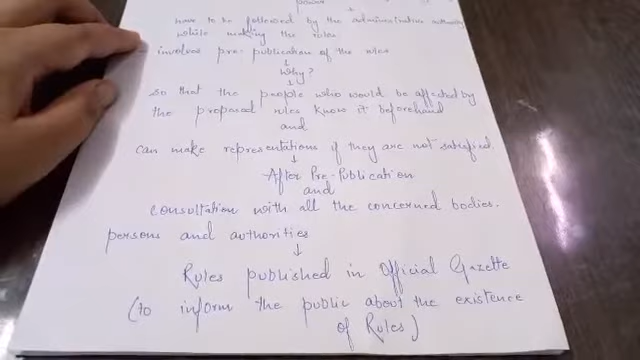 power
↓
have to be followed by the administrative
while making the rules.
involves pre-publication of the rules
↓
Why?
↓
so that the people who would be affected by
the proposed rules know it beforehand
and
can make representations if they are not satisfied.
↓
After Pre-Publication
and
consultation with all the concerned bodies.
persons and authorities
↓
Rules published in Official Gazette
(to inform the public about the existence
of Rules)